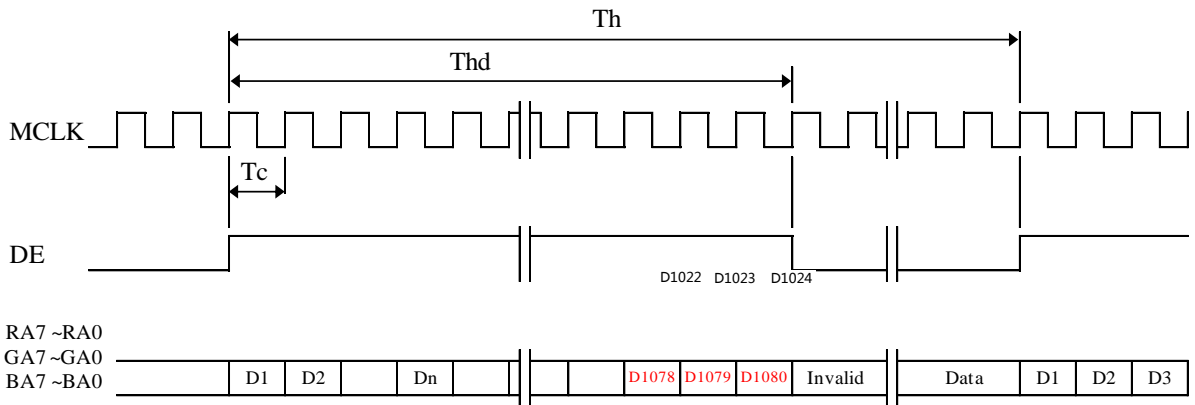 Th
Thd
MCLK
Tc
DE
D1022 D1023 D1024
RA7 ~RA0
GA7 ~GA0
BA7 ~BA0
D1 D2 Dn D1078 D1079 D1080 Invalid Data D1 D2 D3